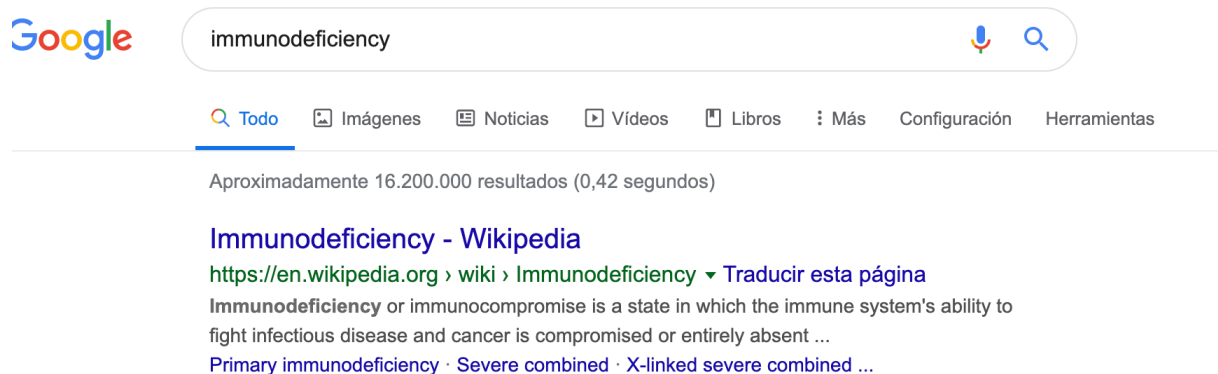 Google
immunodeficiency
Todo Imágenes Noticias Vídeos Libros Más Configuración Herramientas
Aproximadamente 16.200.000 resultados (0,42 segundos)
Immunodeficiency - Wikipedia
https://en.wikipedia.org › wiki › Immunodeficiency ▾ Traducir esta página
Immunodeficiency or immunocompromise is a state in which the immune system's ability to
fight infectious disease and cancer is compromised or entirely absent ...
Primary immunodeficiency · Severe combined · X-linked severe combined ...